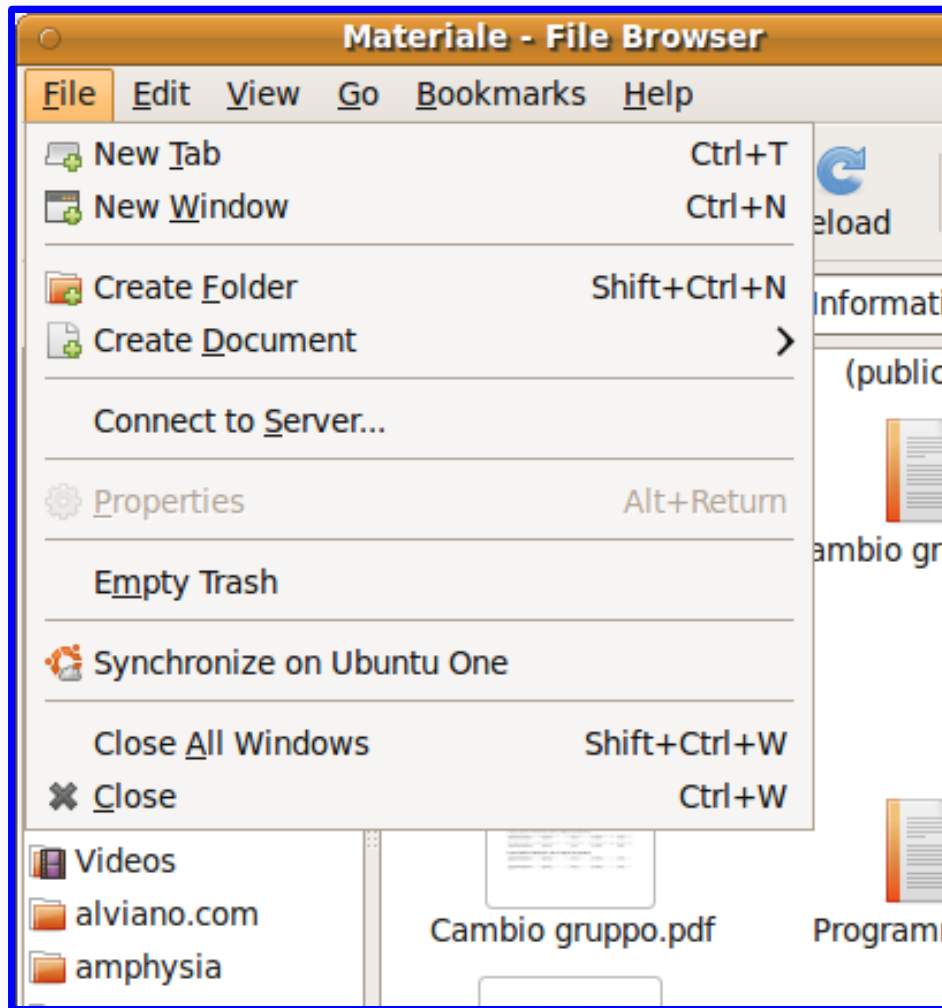 Materiale - File Browser
File Edit View Go Bookmarks Help
New Tab Ctrl+T
New Window Ctrl+N
eload
Create Folder Shift+Ctrl+N
Informati
Create Document
(public
Connect to Server...
Properties Alt+Return
ambio gr
Empty Trash
Synchronize on Ubuntu One
Close All Windows Shift+Ctrl+W
Close Ctrl+W
Videos
alviano.com
Cambio gruppo.pdf Program
amphysia